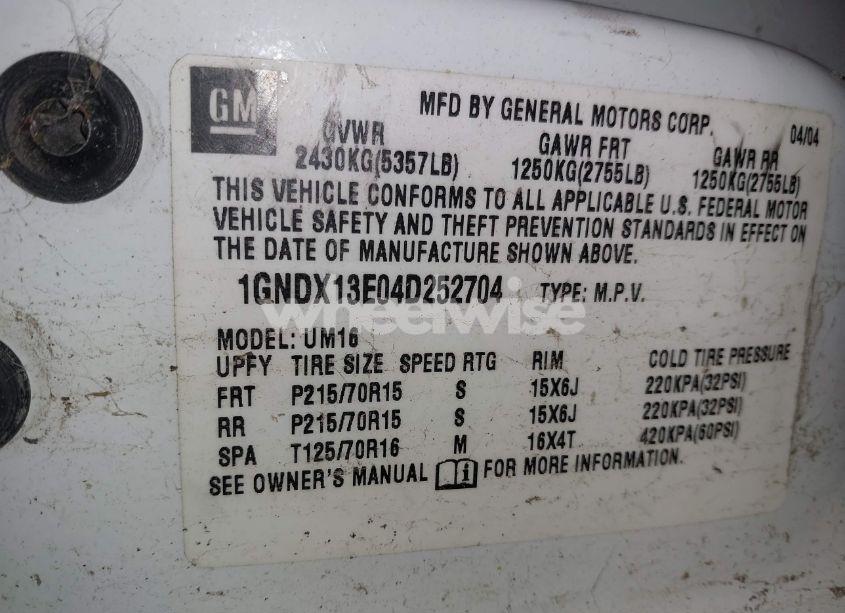 GM
MFD BY GENERAL MOTORS CORP. 04/04
GVWR GAWR FRT GAWR RR
2430KG(5357LB) 1250KG(2755LB) 1250KG(2755LB)
THIS VEHICLE CONFORMS TO ALL APPLICABLE U.S. FEDERAL MOTOR
VEHICLE SAFETY AND THEFT PREVENTION STANDARDS IN EFFECT ON
THE DATE OF MANUFACTURE SHOWN ABOVE.
1GNDX13E04D252704 TYPE: M.P.V.
wheelwise
MODEL: UM16
UPFY TIRE SIZE SPEED RTG RIM COLD TIRE PRESSURE
FRT P215/70R15 S 15X6J 220KPA(32PSI)
RR P215/70R15 S 15X6J 220KPA(32PSI)
SPA T125/70R16 M 16X4T 420KPA(60PSI)
SEE OWNER'S MANUAL i FOR MORE INFORMATION.